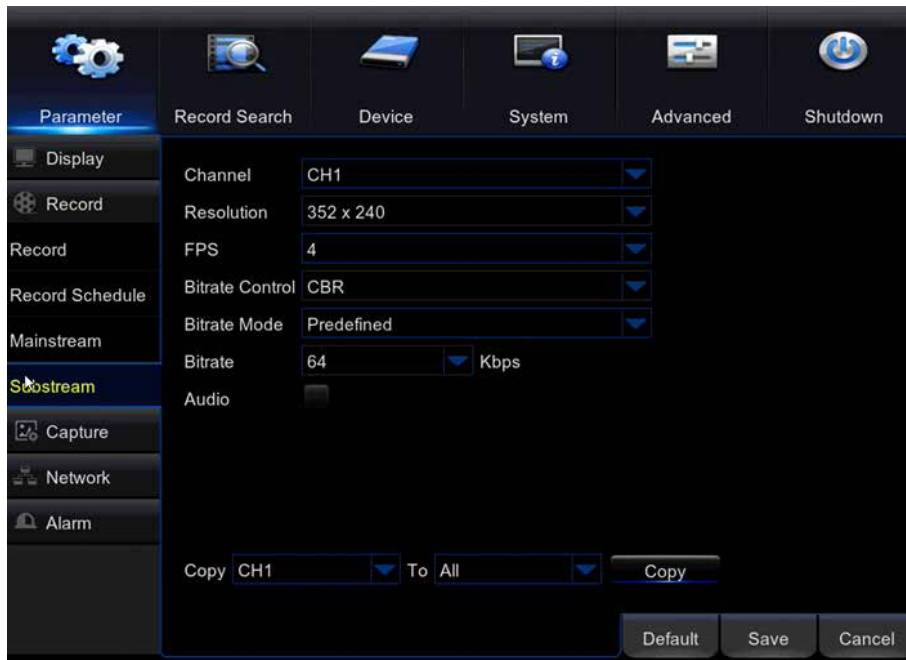 Parameter Record Search Device System Advanced Shutdown
Display
Record
Record
Record Schedule
Mainstream
Substream
Capture
Network
Alarm
Channel CH1
Resolution 352 x 240
FPS 4
Bitrate Control CBR
Bitrate Mode Predefined
Bitrate 64 Kbps
Audio
Copy CH1 To All Copy
Default Save Cancel